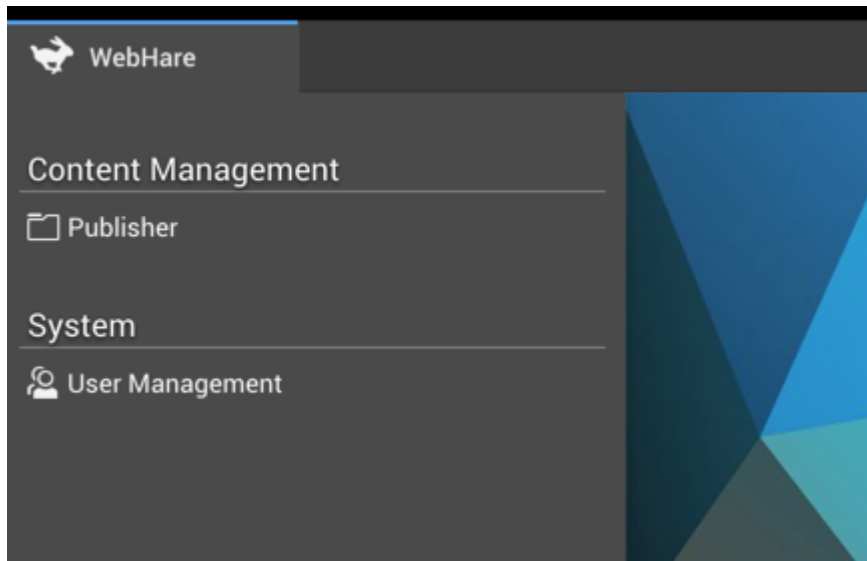 WebHare
Content Management
Publisher
System
User Management